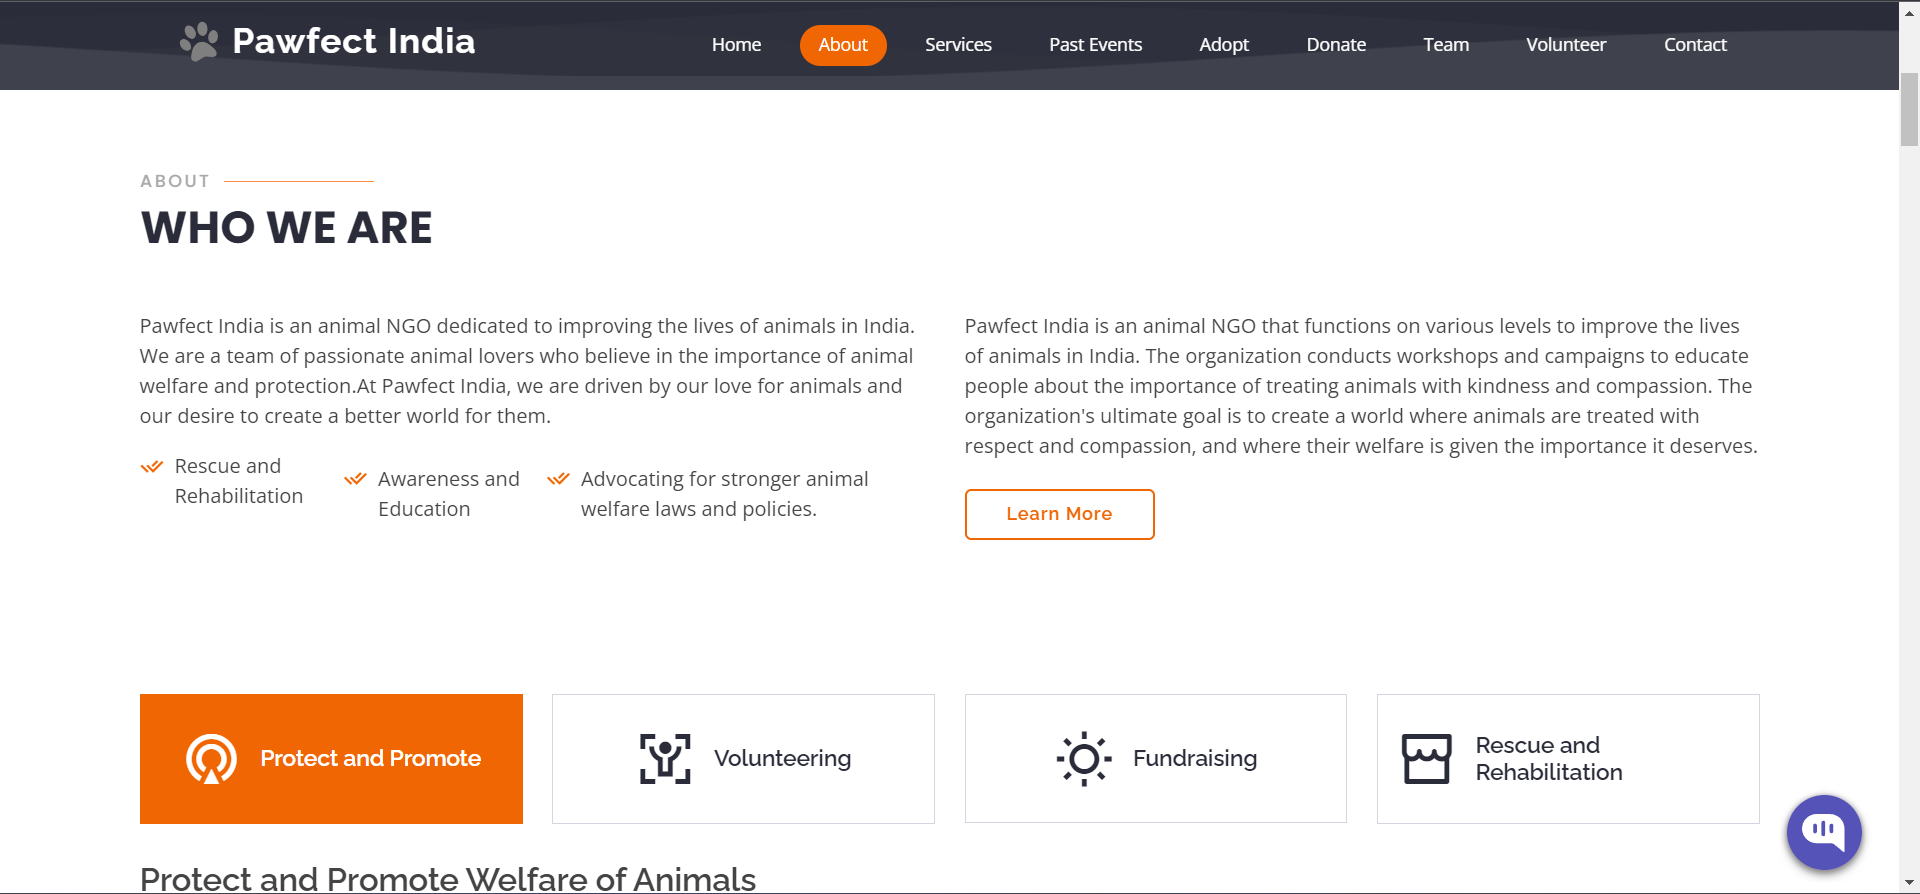 Pawfect India
Home About Services Past Events Adopt Donate Team Volunteer Contact
ABOUT
WHO WE ARE
Pawfect India is an animal NGO dedicated to improving the lives of animals in India.
We are a team of passionate animal lovers who believe in the importance of animal
welfare and protection.At Pawfect India, we are driven by our love for animals and
our desire to create a better world for them.
Rescue and
Rehabilitation
Awareness and
Education
Advocating for stronger animal
welfare laws and policies.
Pawfect India is an animal NGO that functions on various levels to improve the lives
of animals in India. The organization conducts workshops and campaigns to educate
people about the importance of treating animals with kindness and compassion. The
organization's ultimate goal is to create a world where animals are treated with
respect and compassion, and where their welfare is given the importance it deserves.
Learn More
Protect and Promote
Volunteering
Fundraising
Rescue and
Rehabilitation
Protect and Promote Welfare of Animals